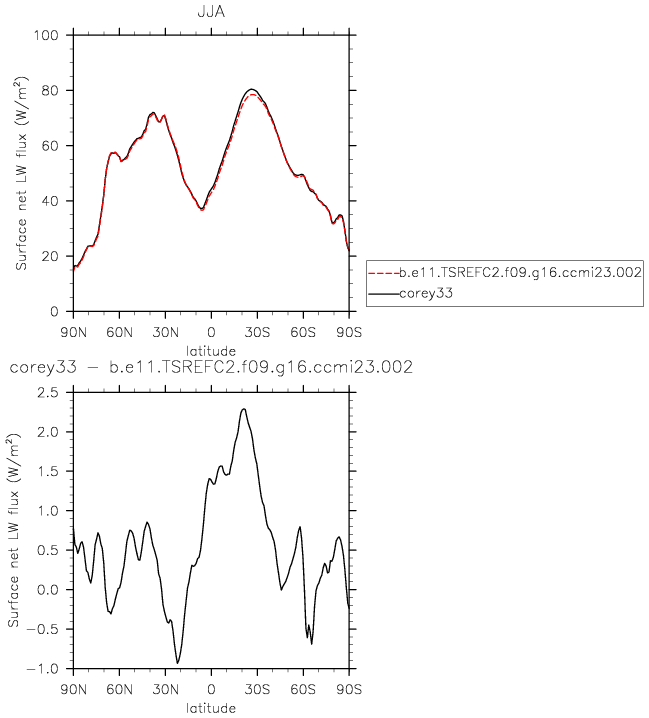 JJA
Surface net LW flux (W/m²)
100
80
60
40
20
0
90N 60N 30N 0 30S 60S 90S
latitude
b.e11.TSREFC2.f09.g16.ccmi23.002
corey33
corey33 – b.e11.TSREFC2.f09.g16.ccmi23.002
Surface net LW flux (W/m²)
2.5
2.0
1.5
1.0
0.5
0.0
−0.5
−1.0
90N 60N 30N 0 30S 60S 90S
latitude